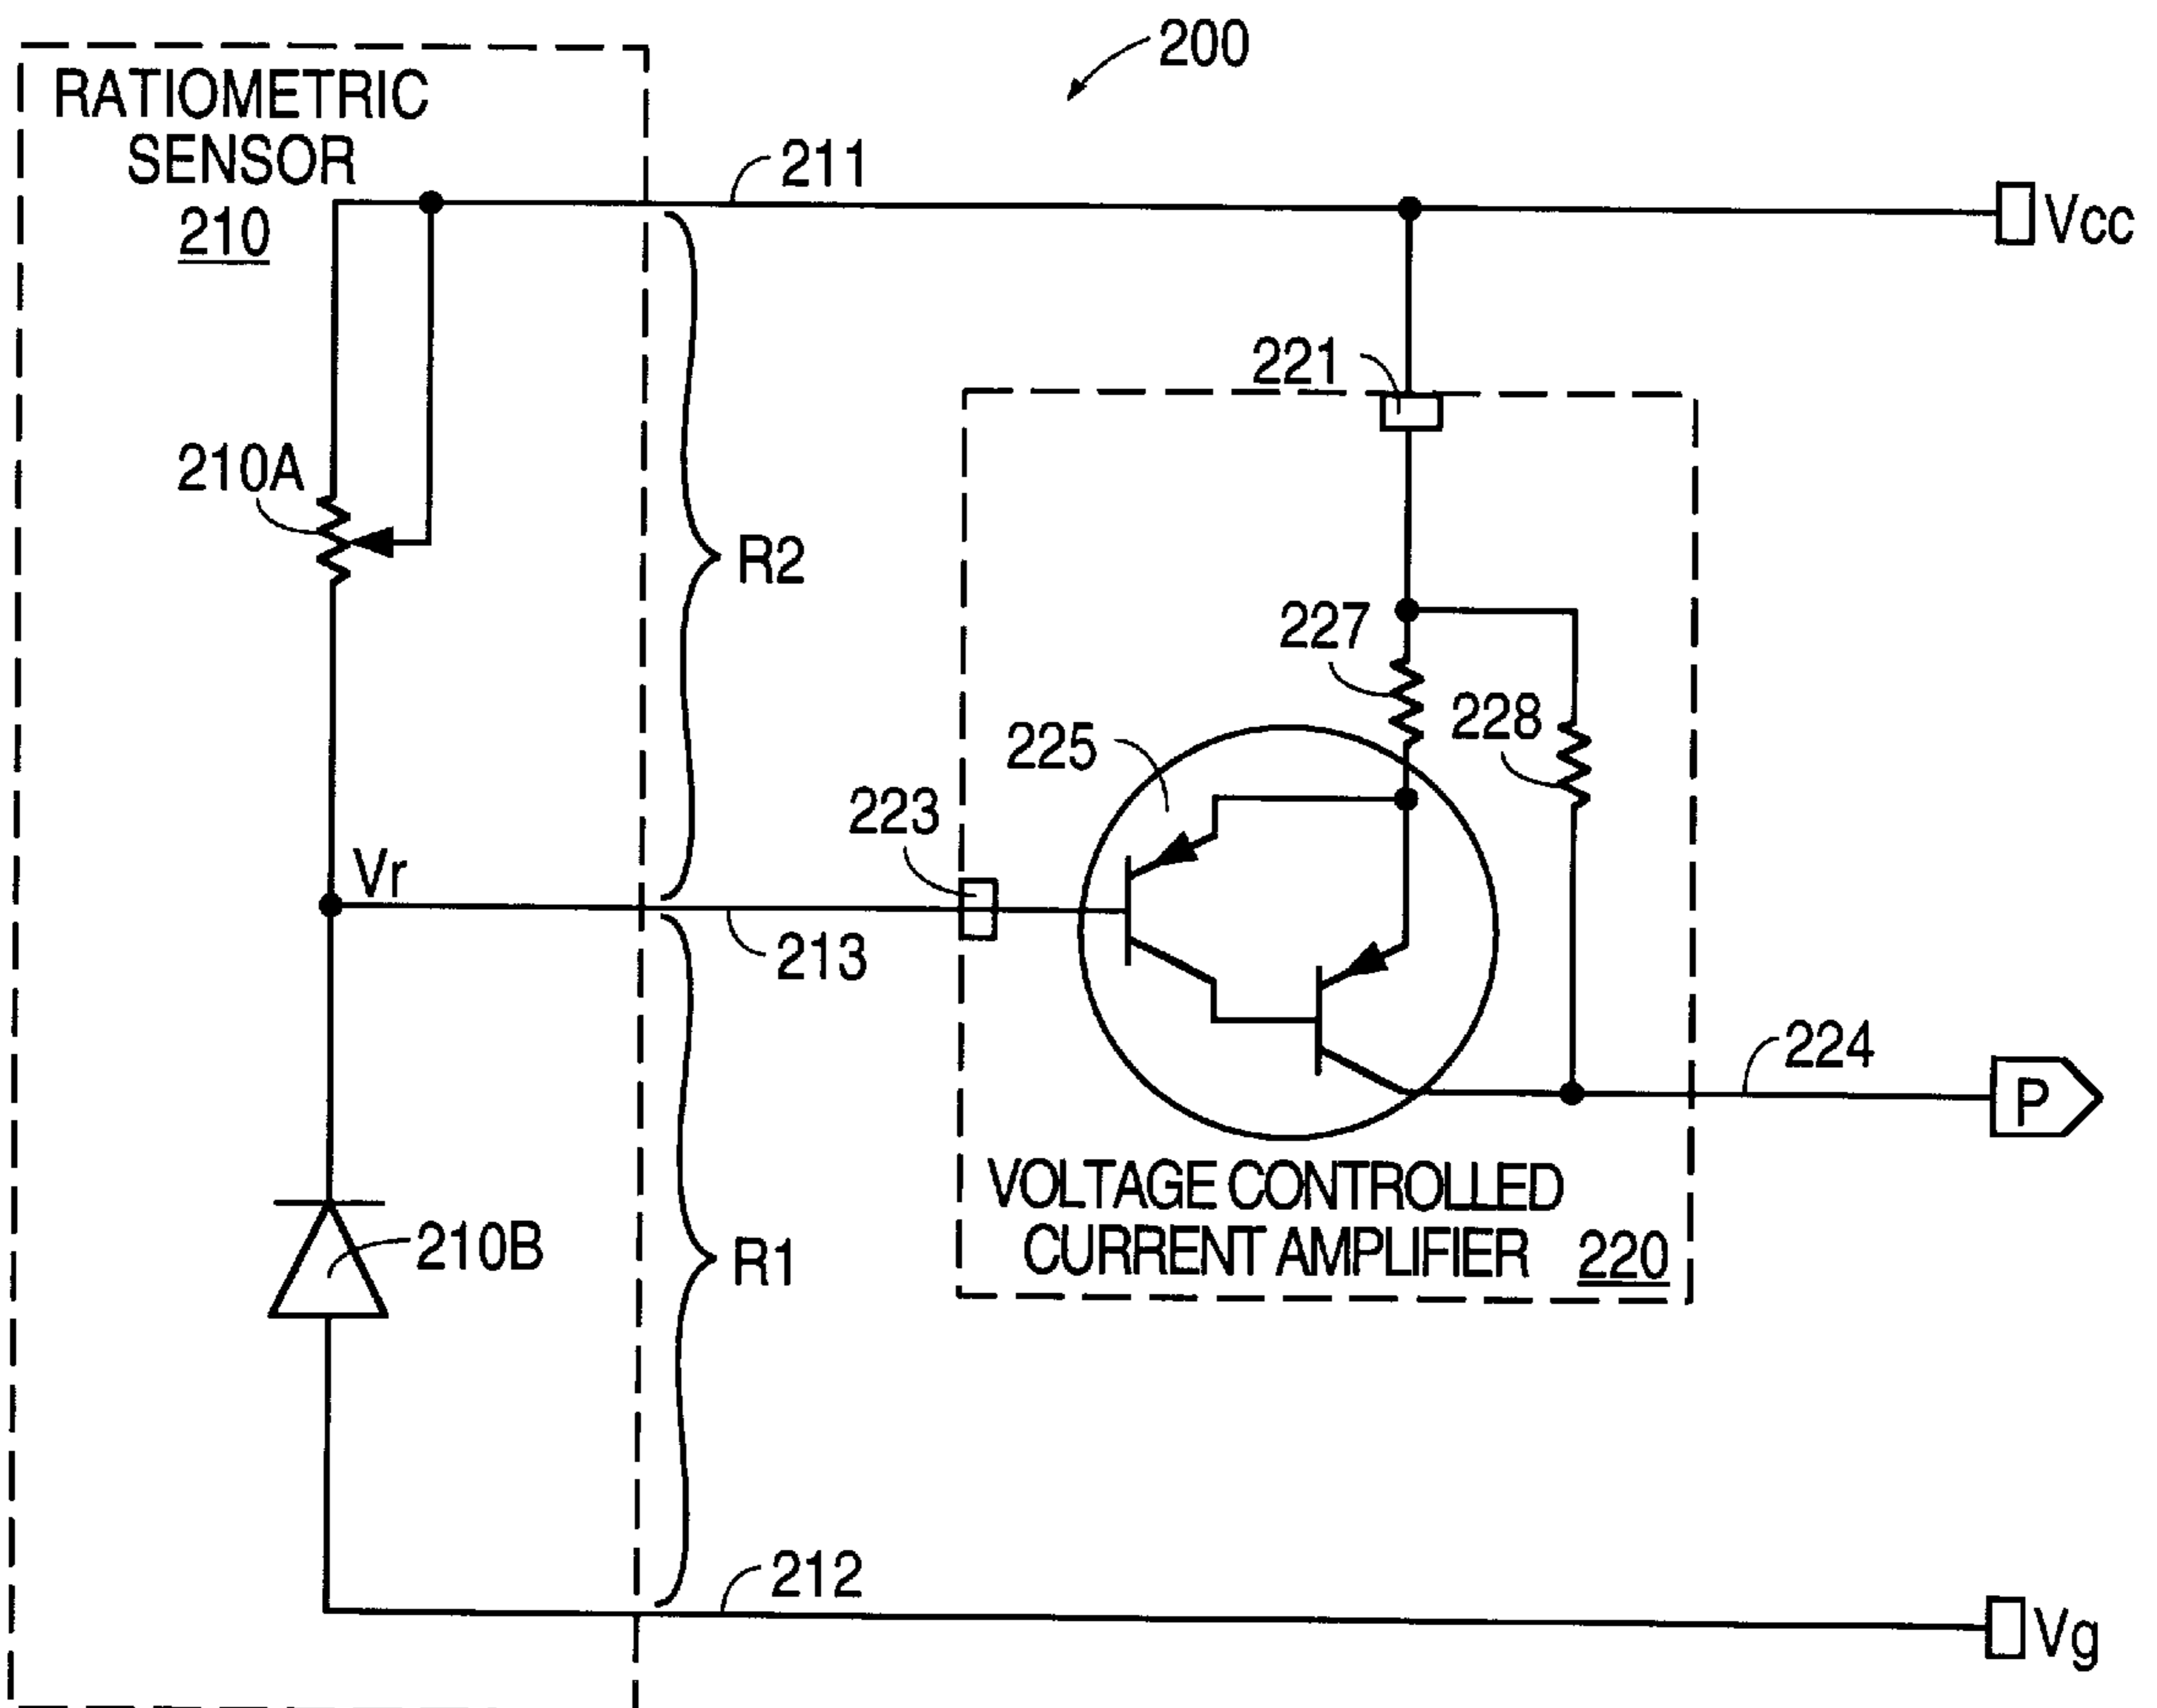 200
RATIOMETRIC
SENSOR
210
211
Vcc
221
210A
R2
227
228
225
223
Vr
213
224
P
VOLTAGE CONTROLLED
CURRENT AMPLIFIER 220
210B
R1
212
Vg